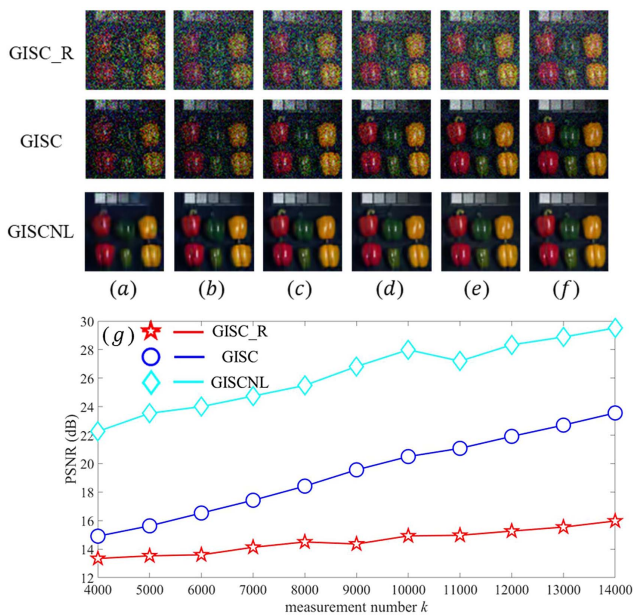 GISC_R
GISC
GISCNL
(a) (b) (c) (d) (e) (f)
(g)
GISC_R
GISC
GISCNL
PSNR (dB)
30
28
26
24
22
20
18
16
14
12
4000 5000 6000 7000 8000 9000 10000 11000 12000 13000 14000
measurement number k